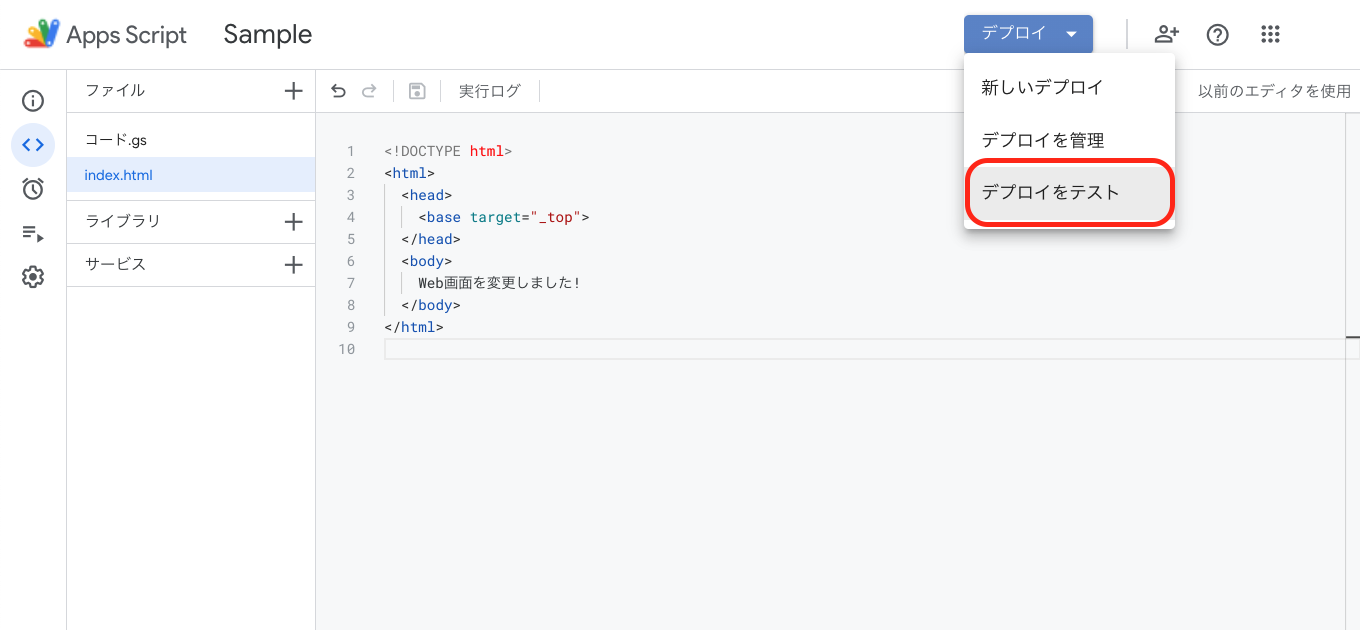 Apps Script Sample デプロイ
新しいデプロイ
デプロイを管理
デプロイをテスト
ファイル
実行ログ
以前のエディタを使用
コード.gs
index.html
ライブラリ
サービス
1 <!DOCTYPE html>
2 <html>
3 <head>
4 <base target="_top">
5 </head>
6 <body>
7 Web画面を変更しました!
8 </body>
9 </html>
10